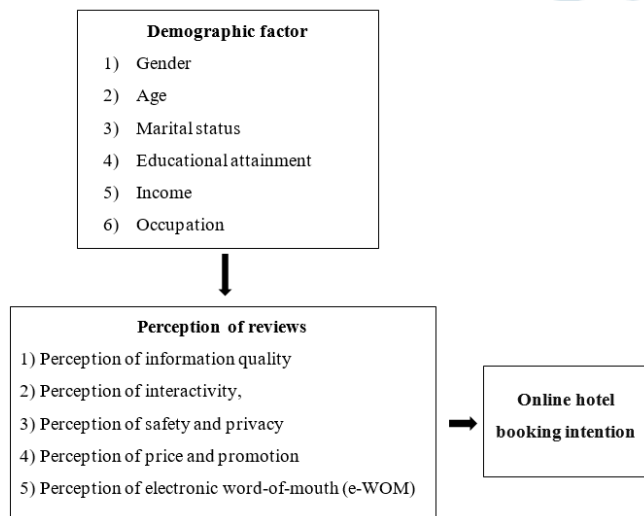 Demographic factor
1) Gender
2) Age
3) Marital status
4) Educational attainment
5) Income
6) Occupation
Perception of reviews
1) Perception of information quality
2) Perception of interactivity,
3) Perception of safety and privacy
4) Perception of price and promotion
5) Perception of electronic word-of-mouth (e-WOM)
Online hotel
booking intention